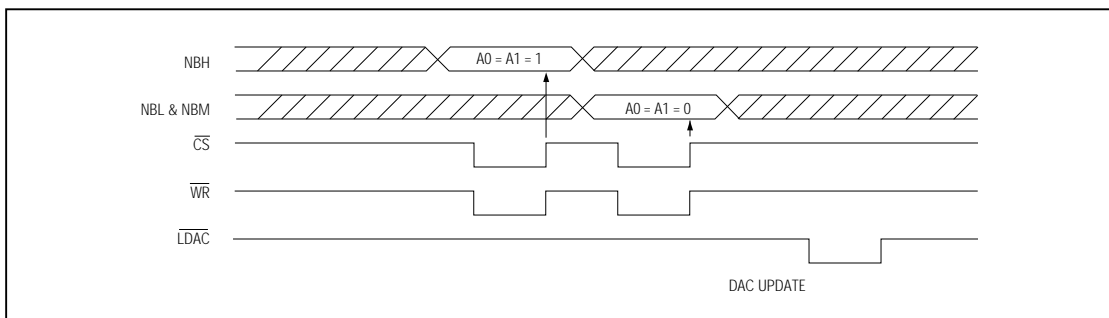 NBH
A0 = A1 = 1
NBL & NBM
A0 = A1 = 0
CS
WR
LDAC
DAC UPDATE